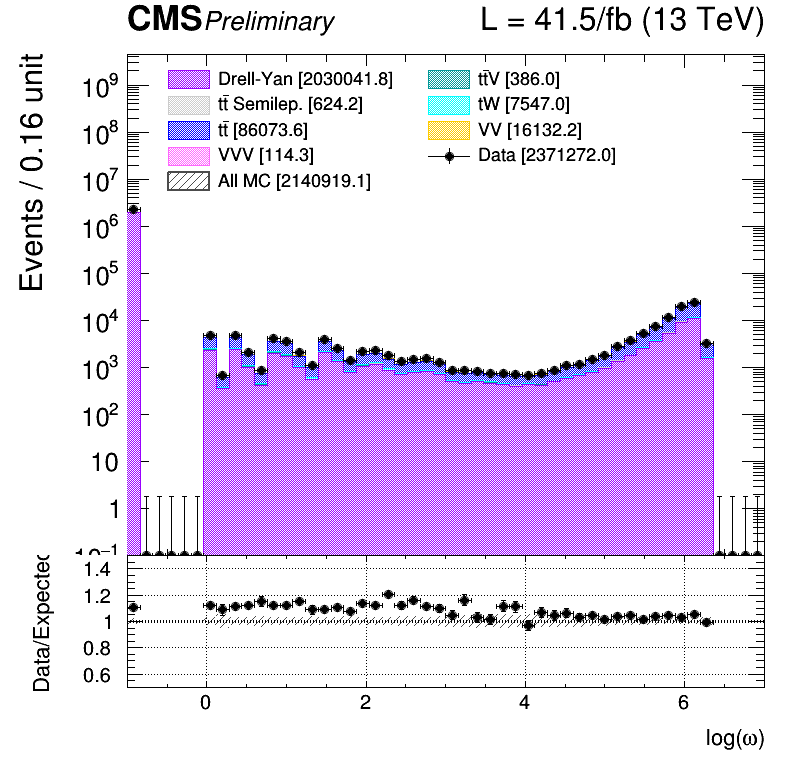 CMS Preliminary L = 41.5/fb (13 TeV)
Events / 0.16 unit
Drell-Yan [2030041.8]
tt̄ Semilep. [624.2]
tt̄ [86073.6]
VVV [114.3]
All MC [2140919.1]
tt̄V [386.0]
tW [7547.0]
VV [16132.2]
Data [2371272.0]
10⁹
10⁸
10⁷
10⁶
10⁵
10⁴
10³
10²
10
1
10⁻¹
Data/Expected
1.4
1.2
1
0.8
0.6
0 2 4 6
log(ω)